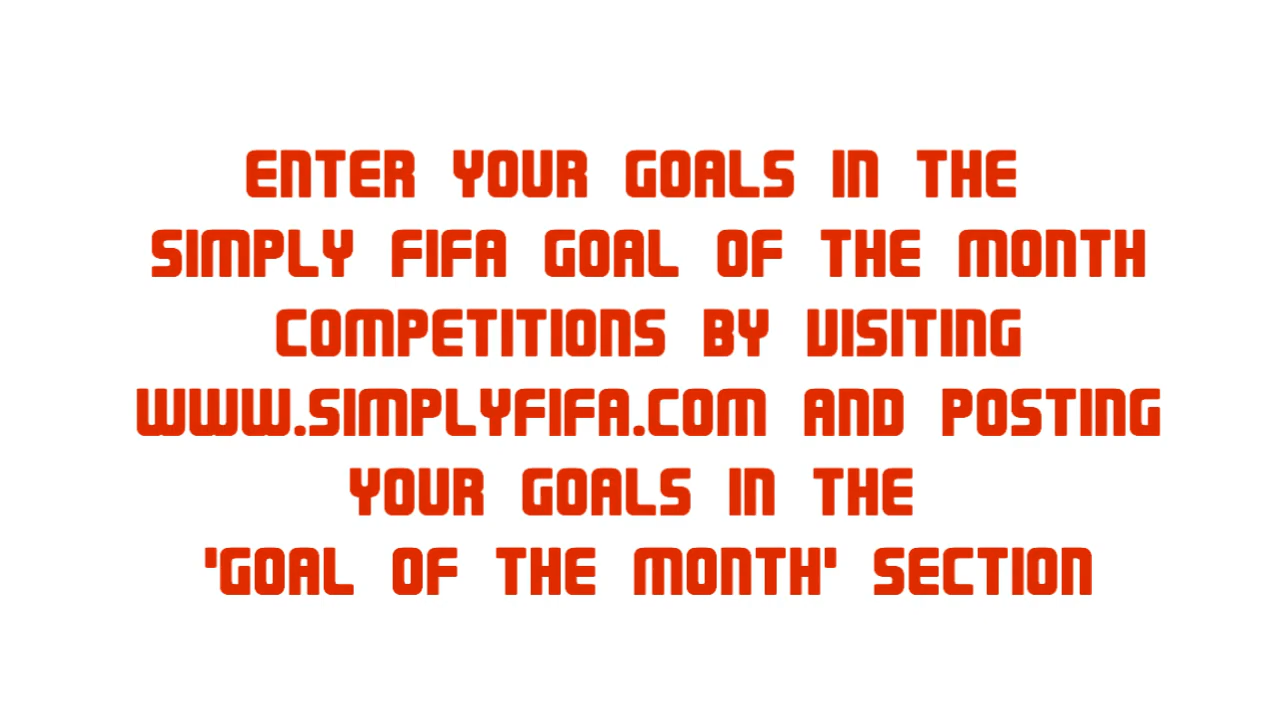 ENTER YOUR GOALS IN THE
SIMPLY FIFA GOAL OF THE MONTH
COMPETITIONS BY VISITING
WWW.SIMPLYFIFA.COM AND POSTING
YOUR GOALS IN THE
'GOAL OF THE MONTH' SECTION